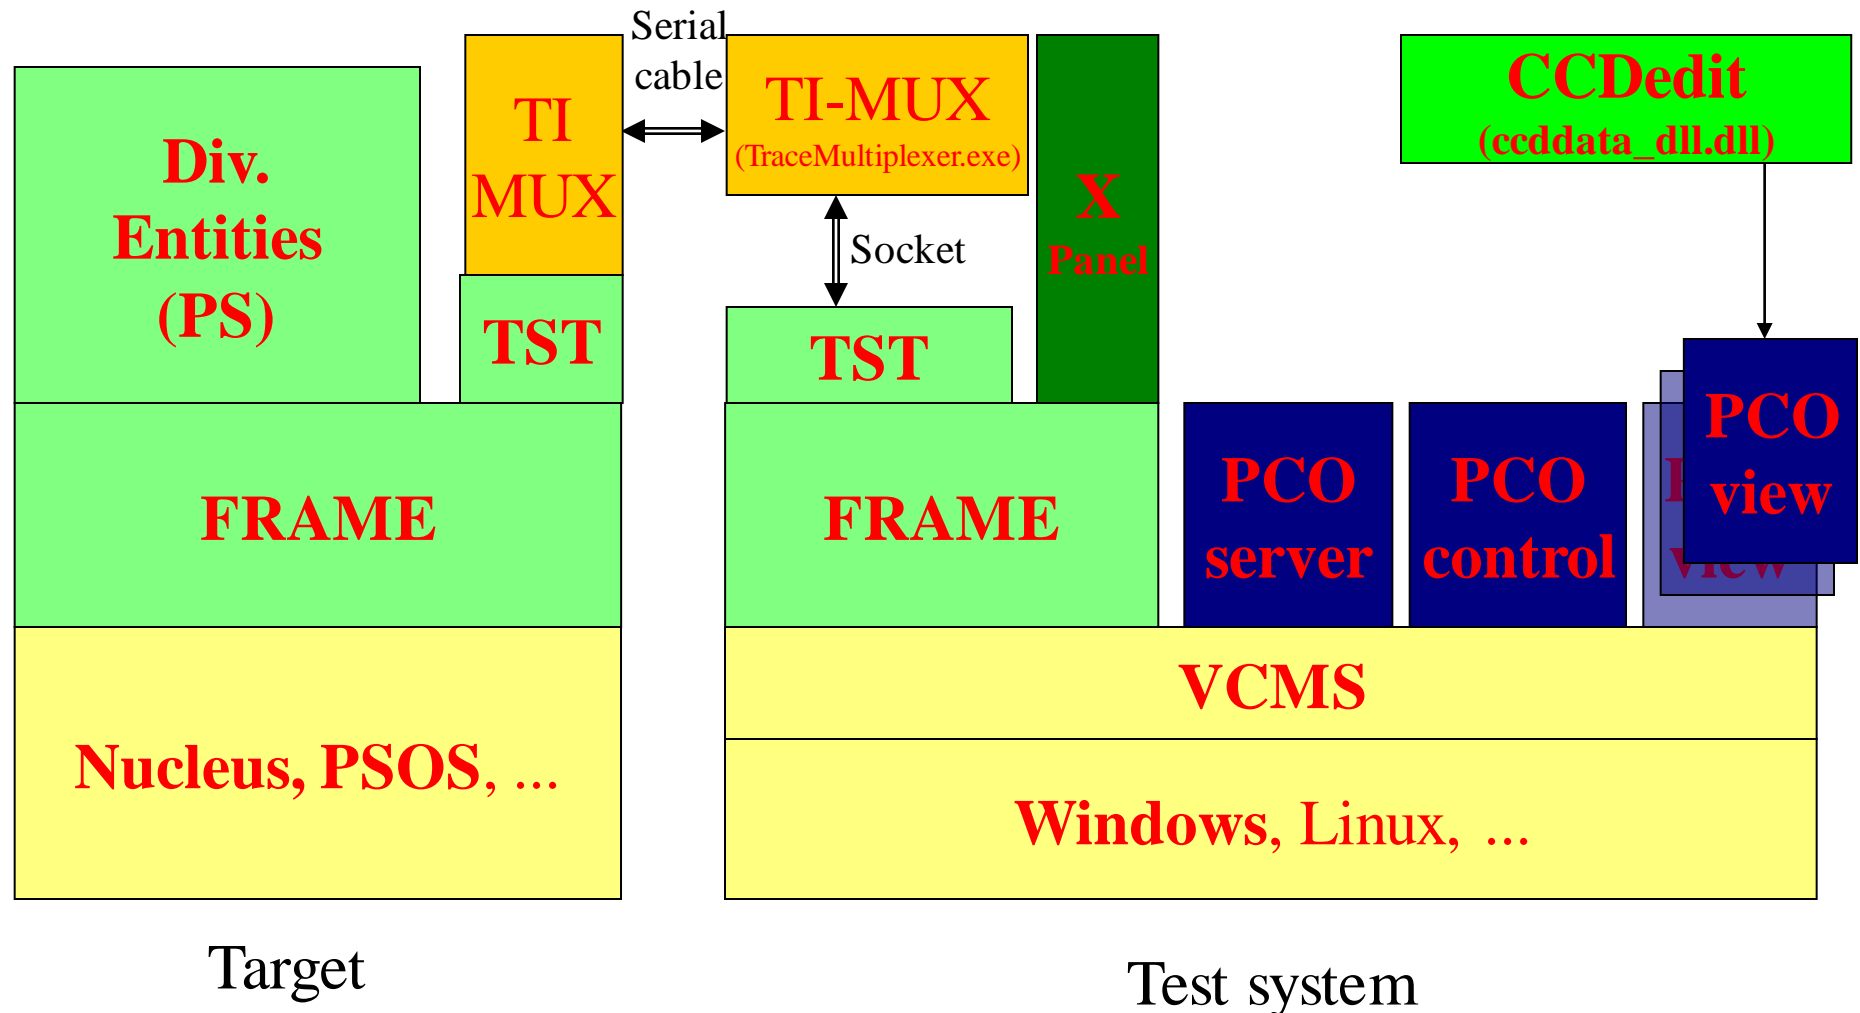 Serial
cable
Div.
Entities
(PS)
TI
MUX
TST
TI-MUX
(TraceMultiplexer.exe)
Socket
TST
X
Panel
CCDedit
(ccddata_dll.dll)
FRAME
FRAME
PCO
server
PCO
control
PCO
view
view
VCMS
Nucleus, PSOS, ...
Windows, Linux, ...
Target
Test system